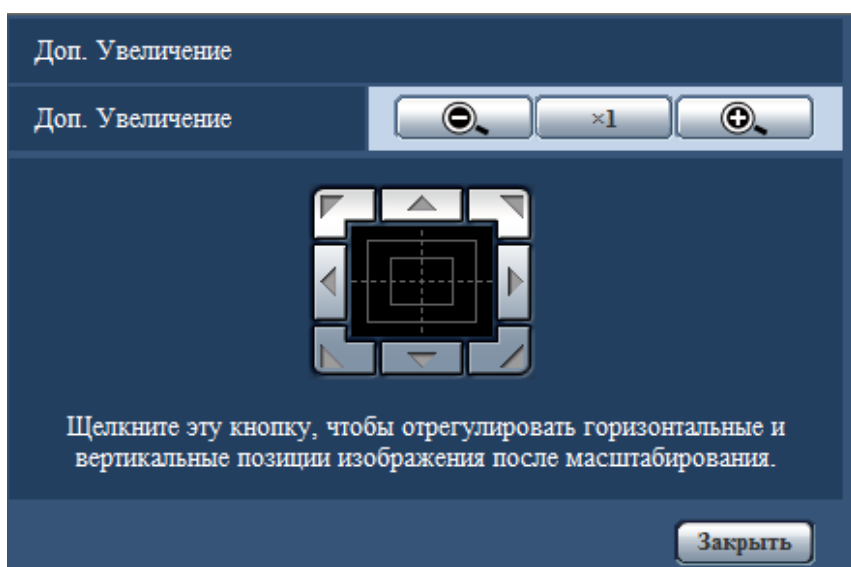 Доп. Увеличение
Доп. Увеличение
×1
Щелкните эту кнопку, чтобы отрегулировать горизонтальные и
вертикальные позиции изображения после масштабирования.
Закрыть